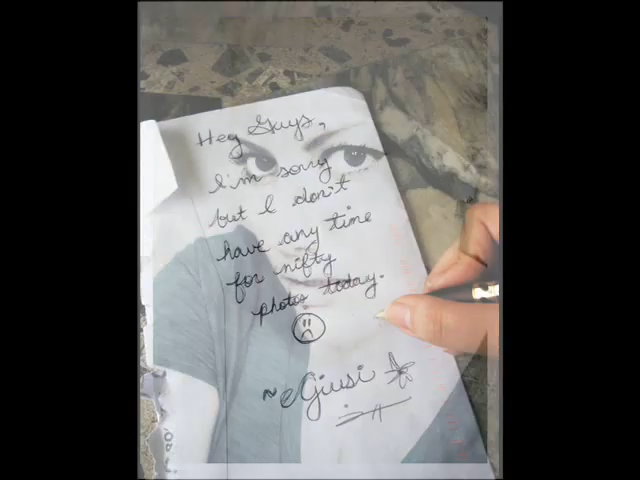 Hey Guys,
I'm sorry
but I don't
have any time
for nifty
photos today.
~Giusi